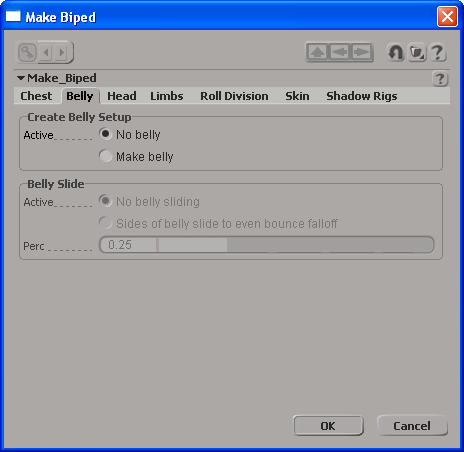 Make Biped
?
Make_Biped
?
Chest Belly Head Limbs Roll Division Skin Shadow Rigs
Create Belly Setup
Active No belly
Make belly
Belly Slide
Active No belly sliding
Sides of belly slide to even bounce falloff
Perc 0.25
OK Cancel